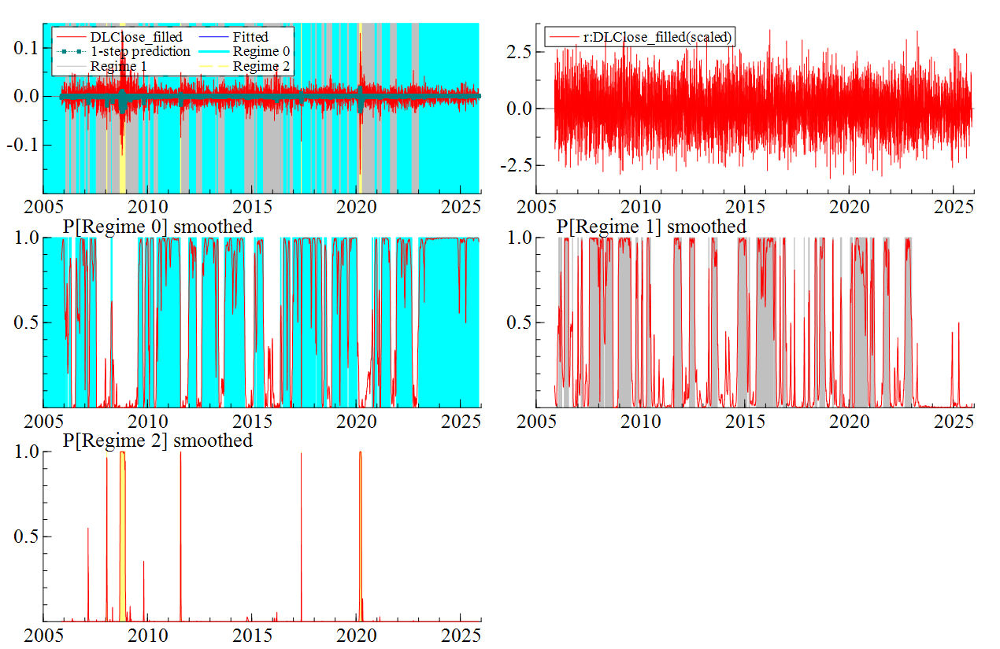 DLClose_filled Fitted
1-step prediction Regime 0
Regime 1 Regime 2
0.1
0.0
-0.1
2005 2010 2015 2020 2025
r:DLClose_filled(scaled)
2.5
0.0
-2.5
2005 2010 2015 2020 2025
P[Regime 0] smoothed
1.0
0.5
2005 2010 2015 2020 2025
P[Regime 1] smoothed
1.0
0.5
2005 2010 2015 2020 2025
P[Regime 2] smoothed
1.0
0.5
2005 2010 2015 2020 2025